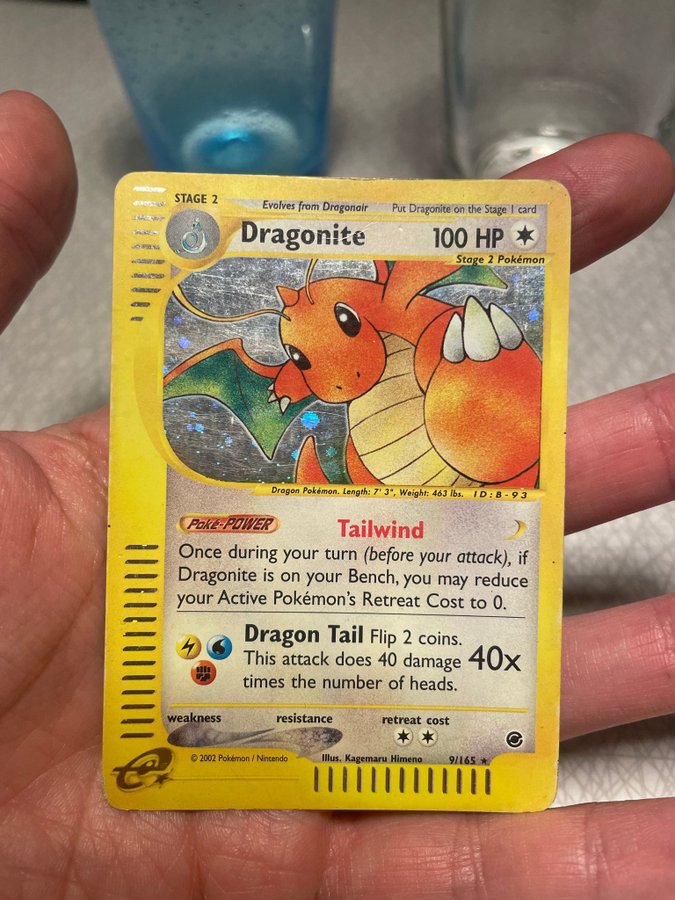 STAGE 2
Evolves from Dragonair
Put Dragonite on the Stage 1 card
Dragonite
100 HP
Stage 2 Pokémon
Dragon Pokémon. Length: 7' 3", Weight: 463 lbs. ID:B-93
Poké-POWER
Tailwind
Once during your turn (before your attack), if
Dragonite is on your Bench, you may reduce
your Active Pokémon's Retreat Cost to 0.
Dragon Tail Flip 2 coins.
This attack does 40 damage
times the number of heads.
40x
weakness
resistance
retreat cost
© 2002 Pokémon / Nintendo
Illus. Kagemaru Himeno
9/165 ★
e